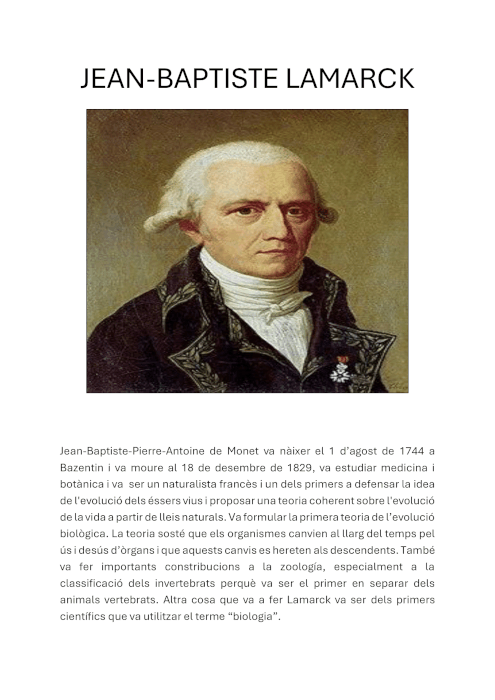 JEAN-BAPTISTE LAMARCK
Jean-Baptiste-Pierre-Antoine de Monet va nàixer el 1 d’agost de 1744 a
Bazentin i va moure al 18 de desembre de 1829, va estudiar medicina i
botànica i va ser un naturalista francès i un dels primers a defensar la idea
de l'evolució dels éssers vius i proposar una teoria coherent sobre l'evolució
de la vida a partir de lleis naturals. Va formular la primera teoria de l’evolució
biològica. La teoria sosté que els organismes canvien al llarg del temps pel
ús i desús d’òrgans i que aquests canvis es hereten als descendents. També
va fer importants constribucions a la zoología, especialment a la
classificació dels invertebrats perquè va ser el primer en separar dels
animals vertebrats. Altra cosa que va a fer Lamarck va ser dels primers
científics que va utilitzar el terme “biologia”.